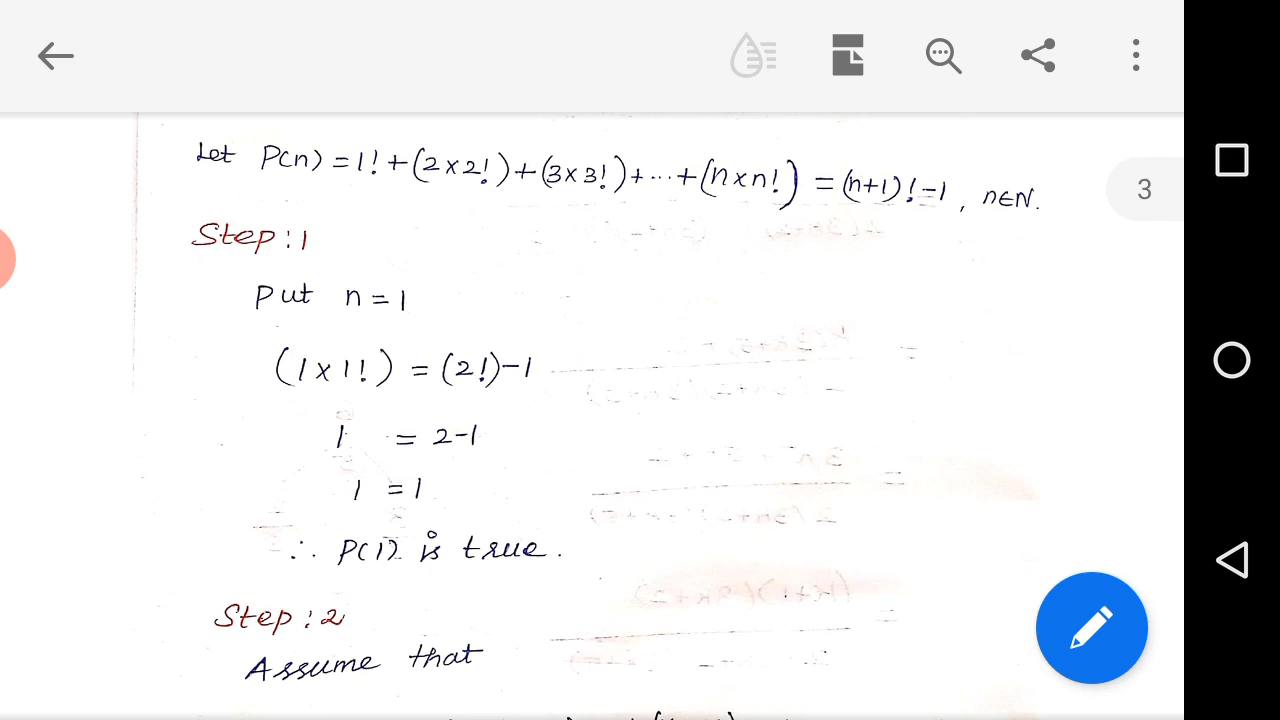 3
Let P(n) = 1! + (2×2!) + (3×3!) + ... + (n×n!) = (n+1)! - 1, n∈N.
Step: 1
Put n = 1
(1×1!) = (2!) - 1
1 = 2-1
1 = 1
∴ P(1) is true.
Step: 2
Assume that